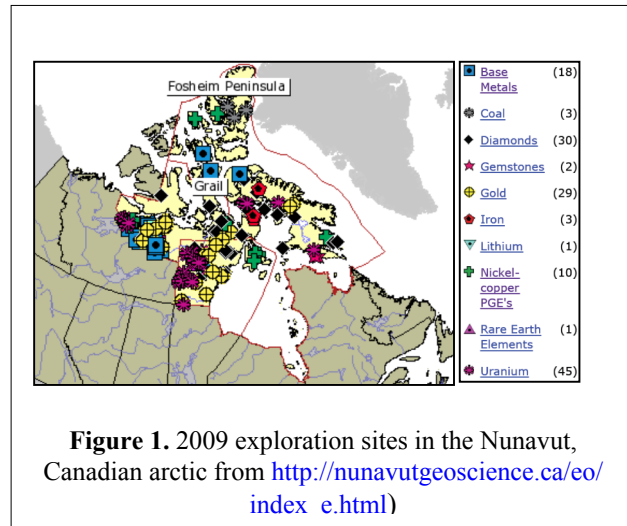 Fosheim Peninsula
Grail
Base Metals (18)
Coal (3)
Diamonds (30)
Gemstones (2)
Gold (29)
Iron (3)
Lithium (1)
Nickel-copper PGE's (10)
Rare Earth Elements (1)
Uranium (45)
Figure 1. 2009 exploration sites in the Nunavut,
Canadian arctic from http://nunavutgeoscience.ca/eo/
index_e.html)